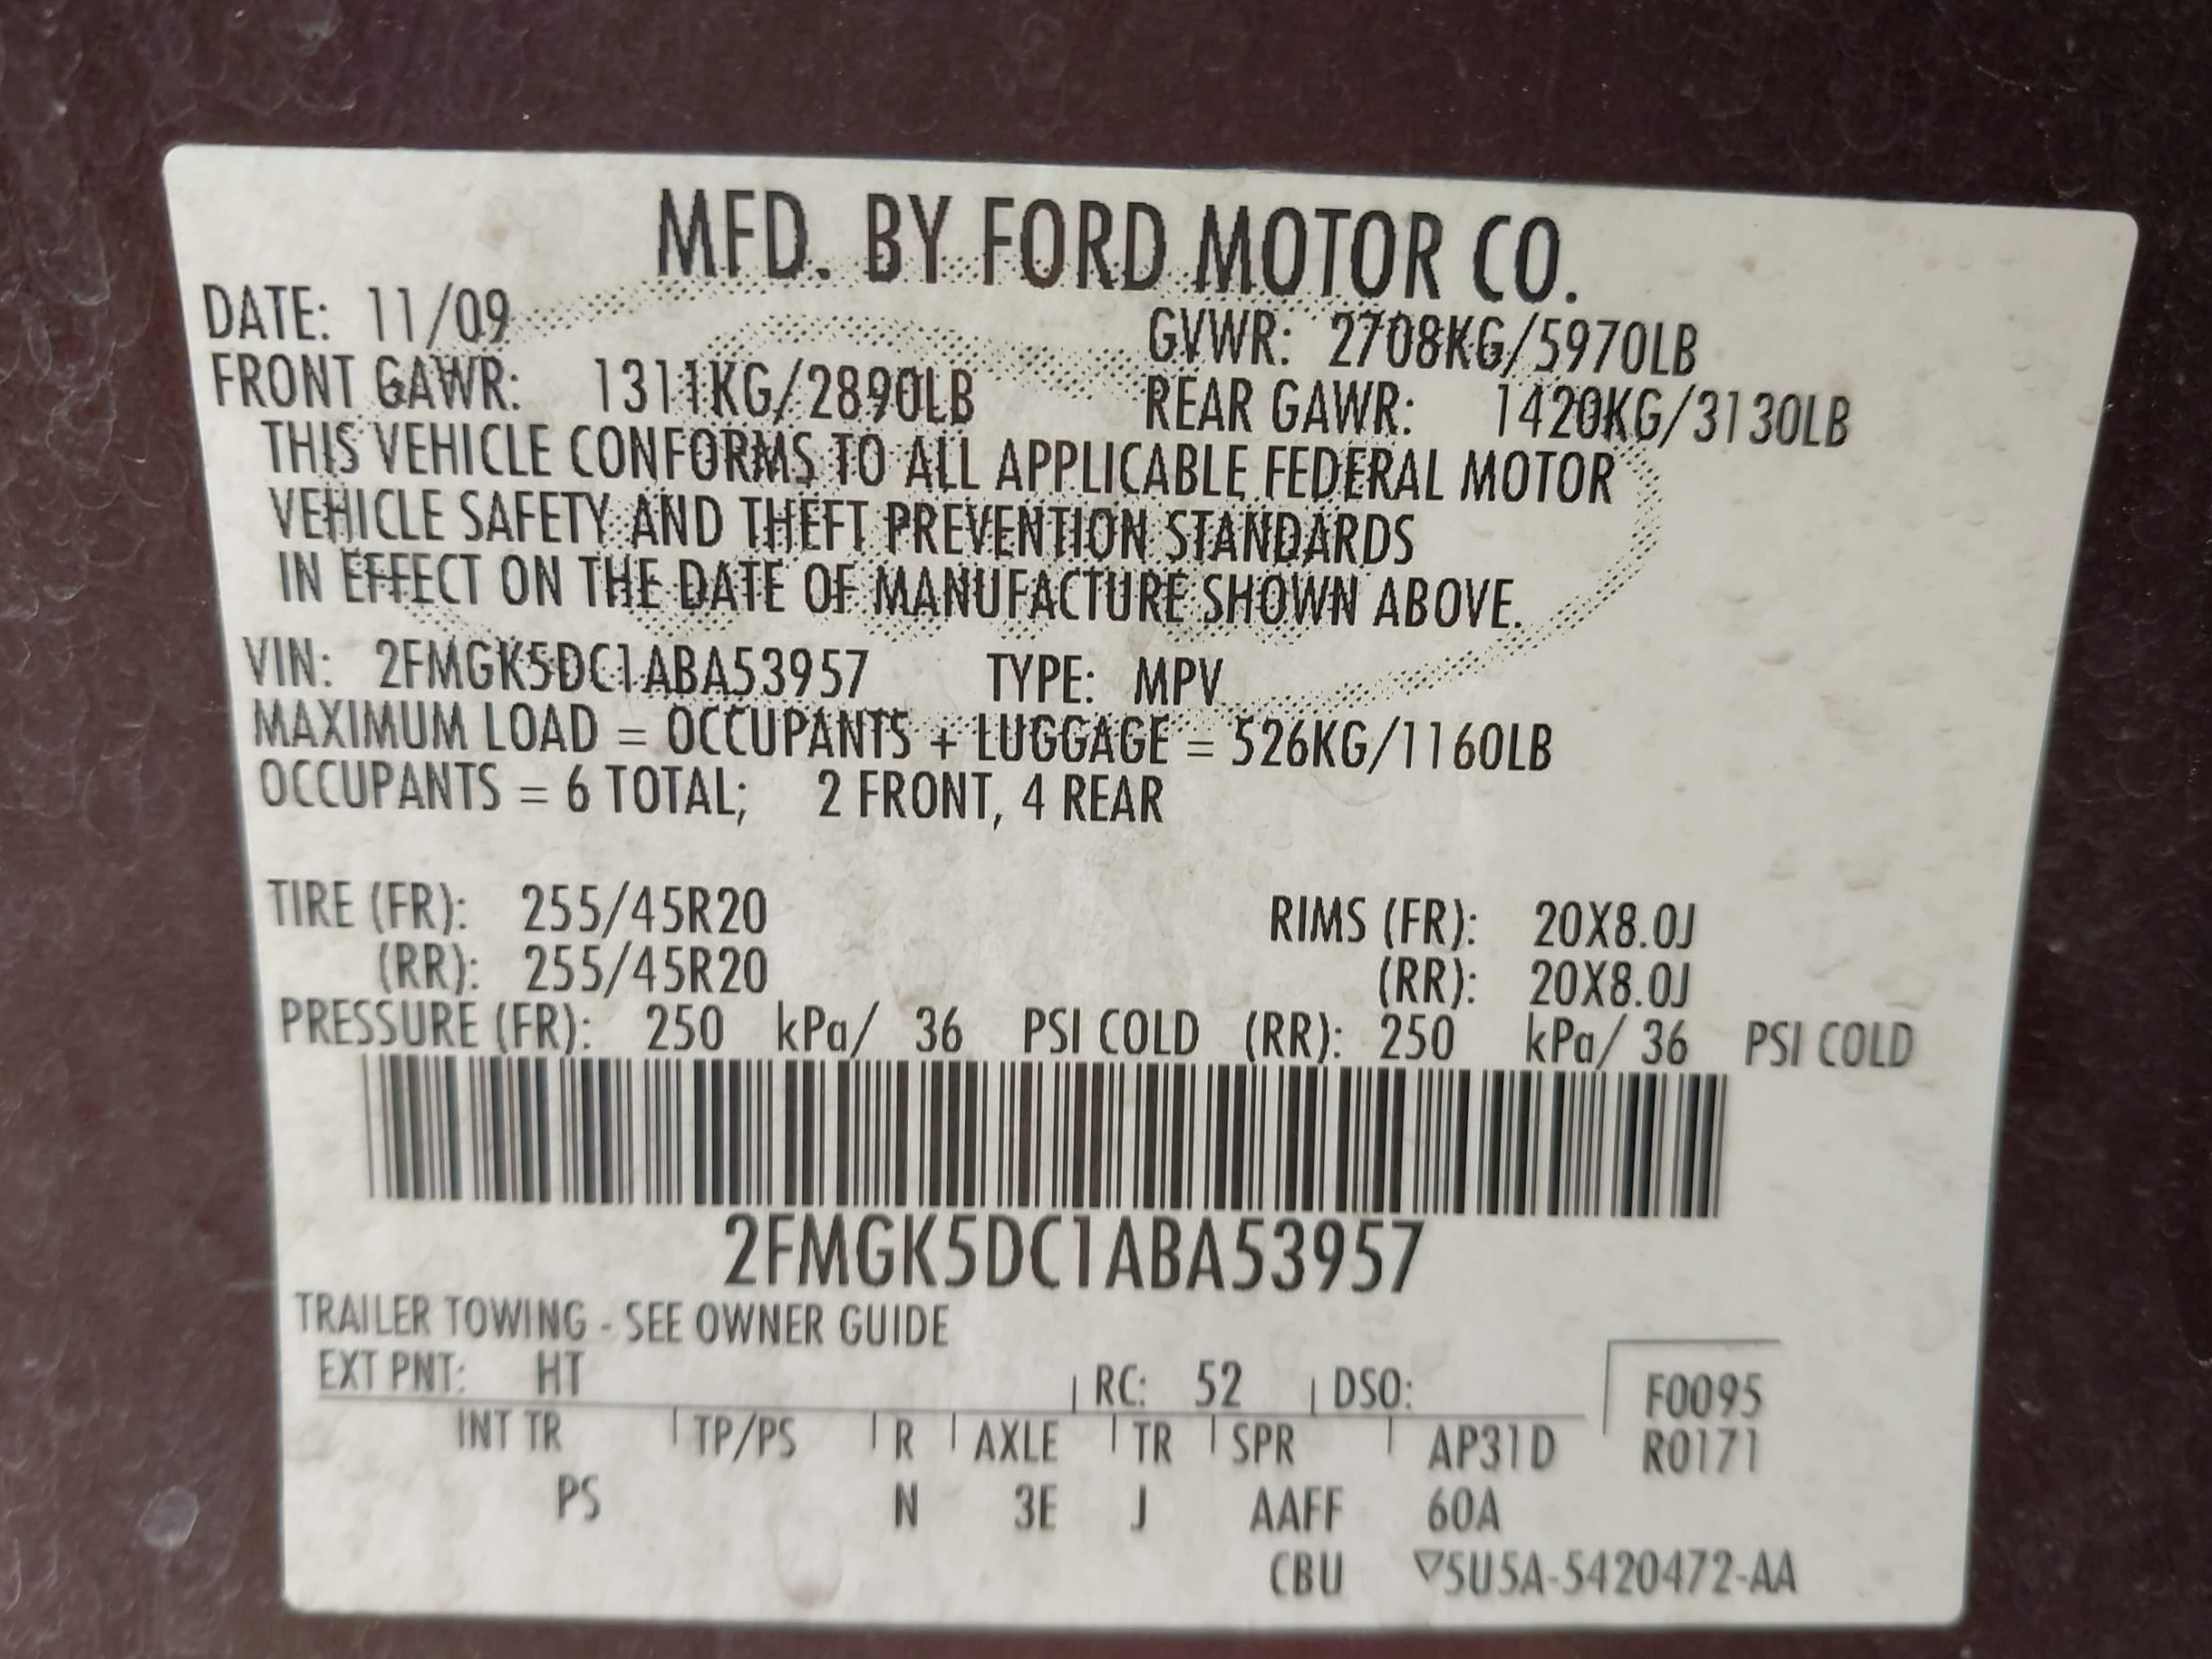 MFD. BY FORD MOTOR CO.
DATE: 11/09 GVWR: 2708KG/5970LB
FRONT GAWR: 1311KG/2890LB REAR GAWR: 1420KG/3130LB
THIS VEHICLE CONFORMS TO ALL APPLICABLE FEDERAL MOTOR
VEHICLE SAFETY AND THEFT PREVENTION STANDARDS
IN EFFECT ON THE DATE OF MANUFACTURE SHOWN ABOVE.
VIN: 2FMGK5DC1ABA53957 TYPE: MPV
MAXIMUM LOAD = OCCUPANTS + LUGGAGE = 526KG/1160LB
OCCUPANTS = 6 TOTAL; 2 FRONT, 4 REAR
TIRE (FR): 255/45R20 RIMS (FR): 20X8.0J
(RR): 255/45R20 (RR): 20X8.0J
PRESSURE (FR): 250 kPa/ 36 PSI COLD (RR): 250 kPa/ 36 PSI COLD
2FMGK5DC1ABA53957
TRAILER TOWING - SEE OWNER GUIDE
EXT PNT: HT RC: 52 DSO: F0095
INT TR TP/PS R AXLE TR SPR AP31D R0171
PS N 3E J AAFF 60A
CBU ▽5U5A-5420472-AA